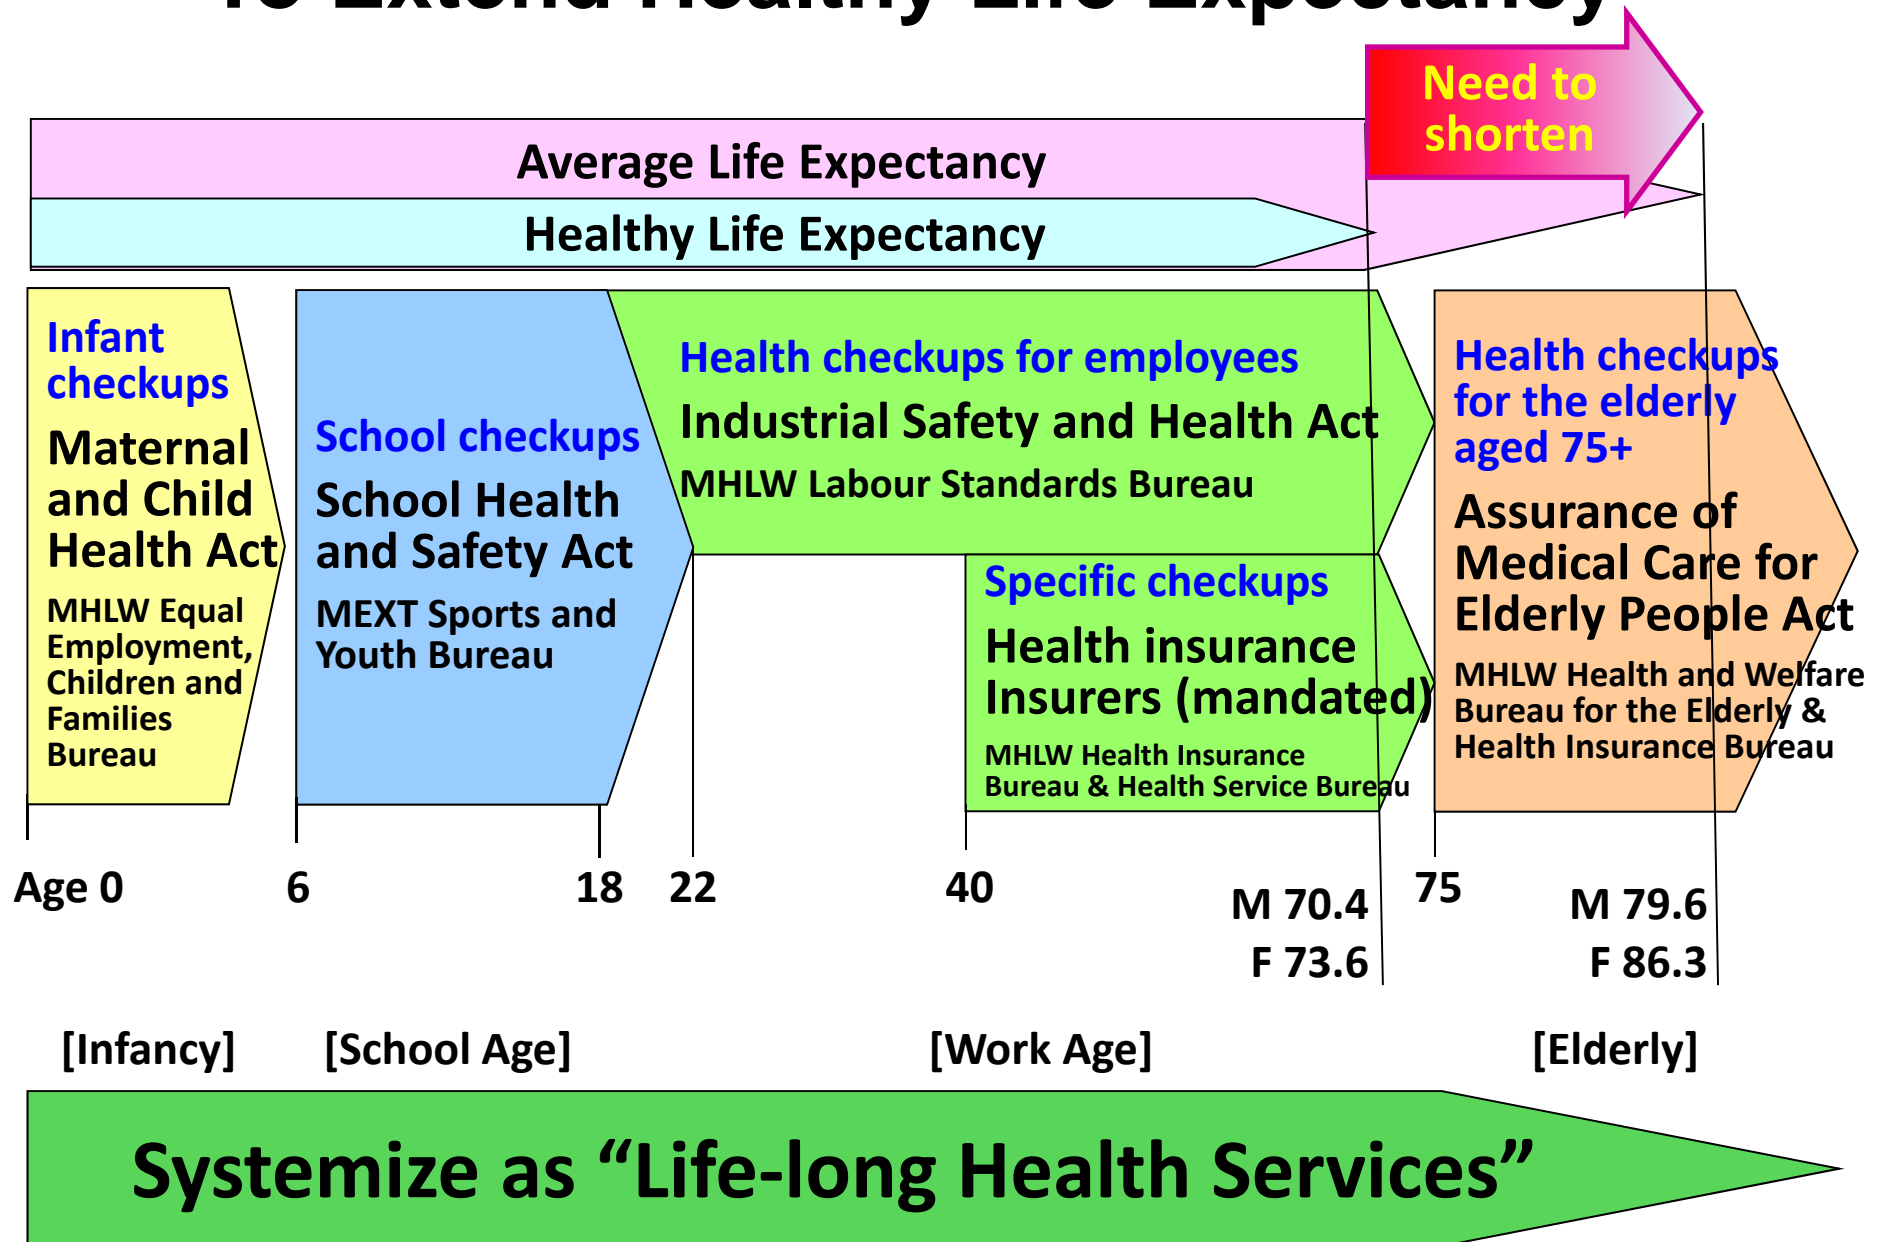 To Extend Healthy Life Expectancy
Need to
shorten
Average Life Expectancy
Healthy Life Expectancy
Infant
checkups
Maternal
and Child
Health Act
MHLW Equal
Employment,
Children and
Families
Bureau
School checkups
School Health
and Safety Act
MEXT Sports and
Youth Bureau
Health checkups for employees
Industrial Safety and Health Act
MHLW Labour Standards Bureau
Specific checkups
Health insurance
Insurers (mandated)
MHLW Health Insurance
Bureau & Health Service Bureau
Health checkups
for the elderly
aged 75+
Assurance of
Medical Care for
Elderly People Act
MHLW Health and Welfare
Bureau for the Elderly &
Health Insurance Bureau
Age 0
6
18
22
40
75
M 70.4
F 73.6
M 79.6
F 86.3
[Infancy]
[School Age]
[Work Age]
[Elderly]
Systemize as “Life-long Health Services”